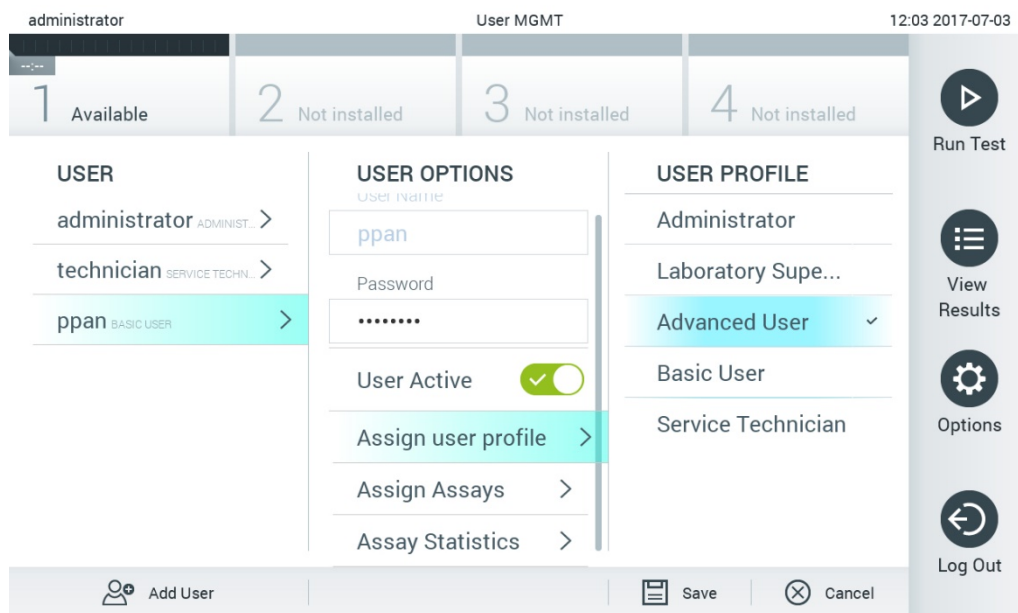 administrator
User MGMT
12:03 2017-07-03
--:--
1 Available
2 Not installed
3 Not installed
4 Not installed
USER
administrator ADMINIST...
technician SERVICE TECHN...
ppan BASIC USER
USER OPTIONS
User Name
ppan
Password
••••••••
User Active
Assign user profile
Assign Assays
Assay Statistics
USER PROFILE
Administrator
Laboratory Supe...
Advanced User
Basic User
Service Technician
Run Test
View
Results
Options
Log Out
Add User
Save
Cancel